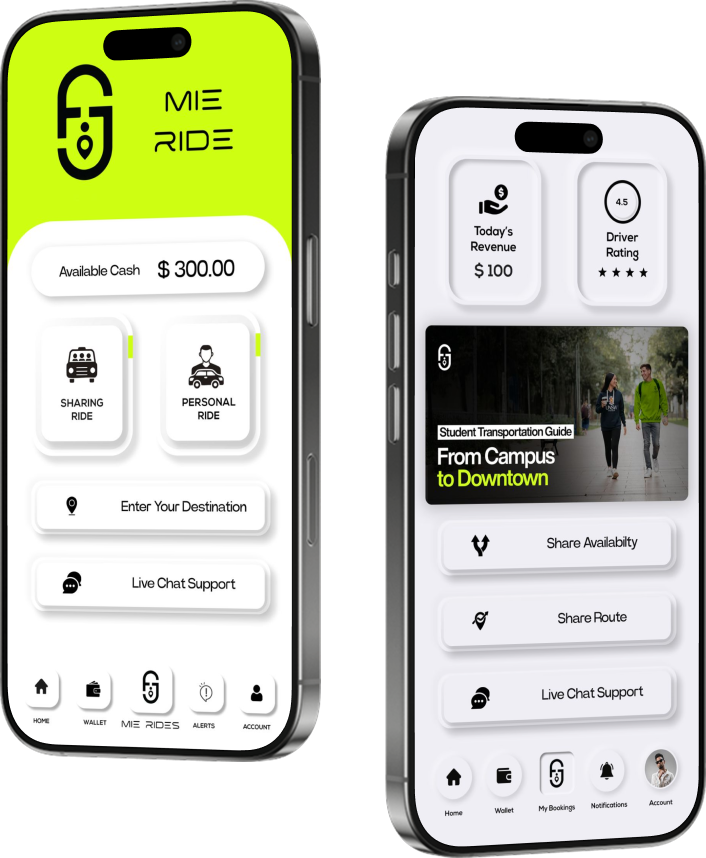 MIE
RIDE
Available Cash $ 300.00
SHARING
RIDE
PERSONAL
RIDE
Enter Your Destination
Live Chat Support
HOME
WALLET
MIE RIDES
ALERTS
ACCOUNT
Today's
Revenue
$ 100
4.5
Driver
Rating
Student Transportation Guide
From Campus
to Downtown
Share Availabilty
Share Route
Live Chat Support
Home
Wallet
My Bookings
Notifications
Account